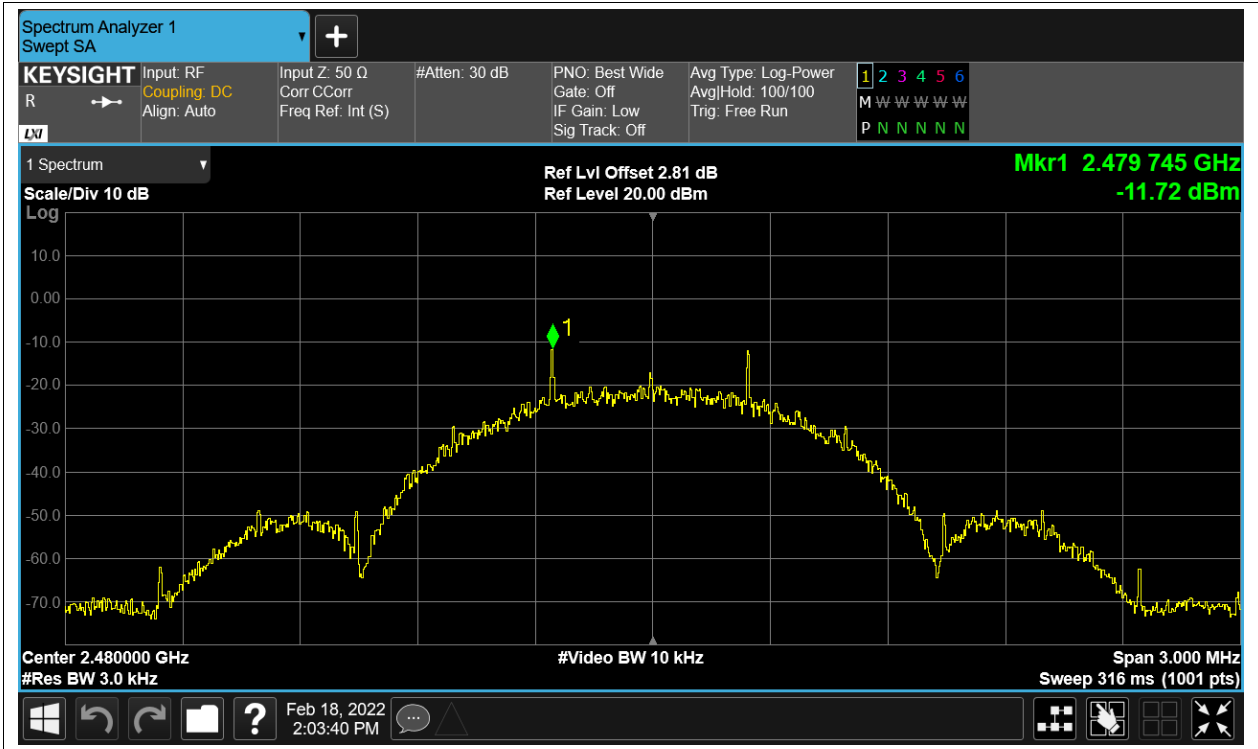 Spectrum Analyzer 1
Swept SA
+
KEYSIGHT
R
LXI
Input: RF
Coupling: DC
Align: Auto
Input Z: 50 Ω
Corr CCorr
Freq Ref: Int (S)
#Atten: 30 dB
PNO: Best Wide
Gate: Off
IF Gain: Low
Sig Track: Off
Avg Type: Log-Power
Avg|Hold: 100/100
Trig: Free Run
1 2 3 4 5 6
M W W W W W
P N N N N N
1 Spectrum
Scale/Div 10 dB
Log
Ref Lvl Offset 2.81 dB
Ref Level 20.00 dBm
Mkr1 2.479 745 GHz
-11.72 dBm
10.0
0.00
-10.0
-20.0
-30.0
-40.0
-50.0
-60.0
-70.0
1
Center 2.480000 GHz
#Res BW 3.0 kHz
#Video BW 10 kHz
Span 3.000 MHz
Sweep 316 ms (1001 pts)
?
Feb 18, 2022
2:03:40 PM